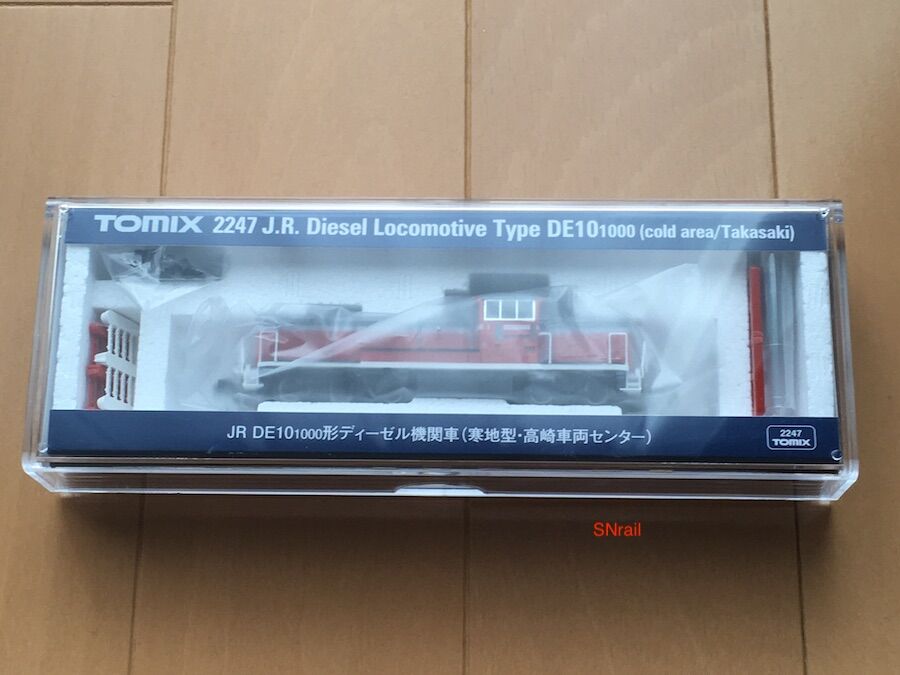 TOMIX 2247 J.R. Diesel Locomotive Type DE101000 (cold area/Takasaki)
JR DE101000形ディーゼル機関車(寒地型・高崎車両センター)
2247
TOMIX
SNrail